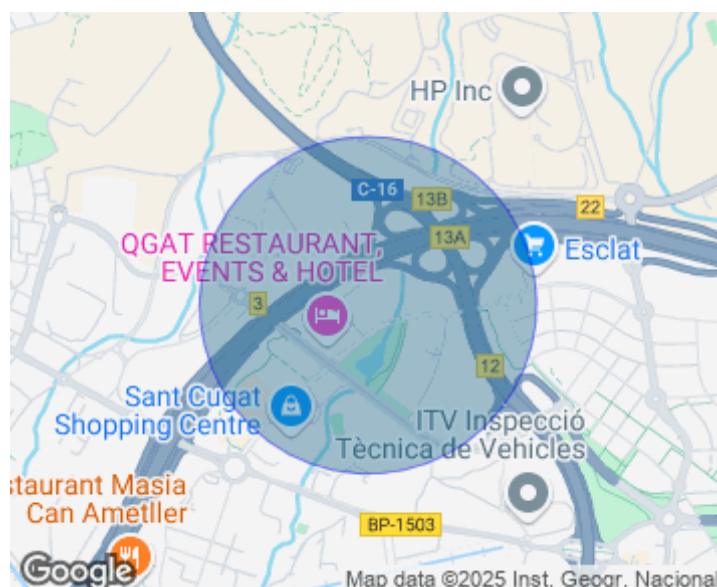 HP Inc
C-16
13B
22
13A
QGAT RESTAURANT,
EVENTS & HOTEL
Esclat
3
12
Sant Cugat
Shopping Centre
ITV Inspecció
Tècnica de Vehicles
staurant Masia
Can Ametller
BP-1503
Google
Map data ©2025 Inst. Geogr. Nacional